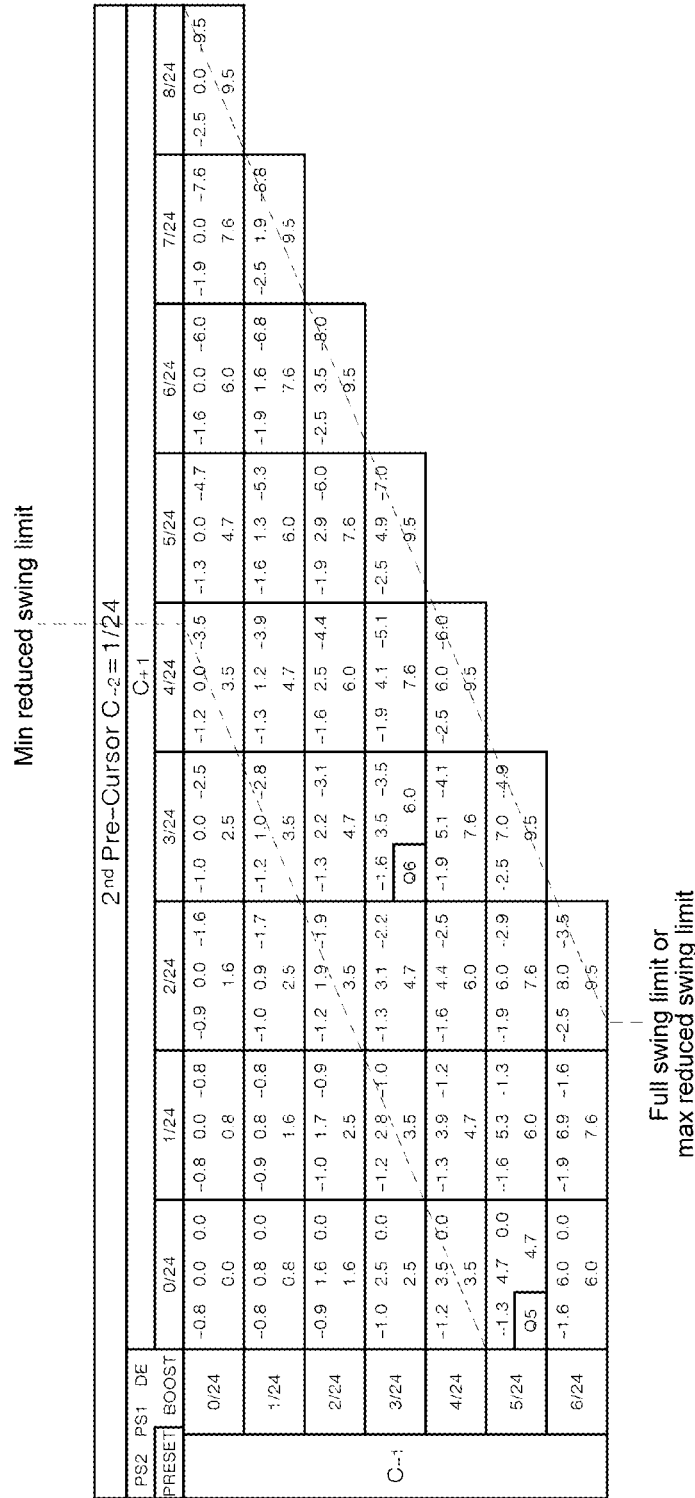 Min reduced swing limit
2nd Pre-Cursor C-2 = 1/24
PS2 PS1 DE C+1
PRESET BOOST 0/24 1/24 2/24 3/24 4/24 5/24 6/24 7/24 8/24
-0.8 0.0 0.0 -0.8 0.0 -0.8 -0.9 0.0 -1.6 -1.0 0.0 -2.5 -1.2 0.0 -3.5 -1.3 0.0 -4.7 -1.6 0.0 -6.0 -1.9 0.0 -7.6 -2.5 0.0 -9.5
0/24 0.0 0.8 1.6 2.5 3.5 4.7 6.0 7.6 9.5
-0.8 0.8 0.0 -0.9 0.8 -0.8 -1.0 0.9 -1.7 -1.2 1.0 -2.8 -1.3 1.2 -3.9 -1.6 1.3 -5.3 -1.9 1.6 -6.8 -2.5 1.9 -8.8
1/24 0.8 1.6 2.5 3.5 4.7 6.0 7.6 9.5
-0.9 1.6 0.0 -1.0 1.7 -0.9 -1.2 1.9 -1.9 -1.3 2.2 -3.1 -1.6 2.5 -4.4 -1.9 2.9 -6.0 -2.5 3.5 -8.0
2/24 1.6 2.5 3.5 4.7 6.0 7.6 9.5
-1.0 2.5 0.0 -1.2 2.8 -1.0 -1.3 3.1 -2.2 -1.6 3.5 -3.5 -1.9 4.1 -5.1 -2.5 4.9 -7.0
C-1 3/24 2.5 3.5 4.7 Q6 6.0 7.6 9.5
-1.2 3.5 0.0 -1.3 3.9 -1.2 -1.6 4.4 -2.5 -1.9 5.1 -4.1 -2.5 6.0 -6.0
4/24 3.5 4.7 6.0 7.6 9.5
-1.3 4.7 0.0 -1.6 5.3 -1.3 -1.9 6.0 -2.9 -2.5 7.0 -4.9
5/24 Q5 4.7 6.0 7.6 9.5
-1.6 6.0 0.0 -1.9 6.9 -1.6 -2.5 8.0 -3.5
6/24 6.0 7.6 9.5
Full swing limit or
max reduced swing limit